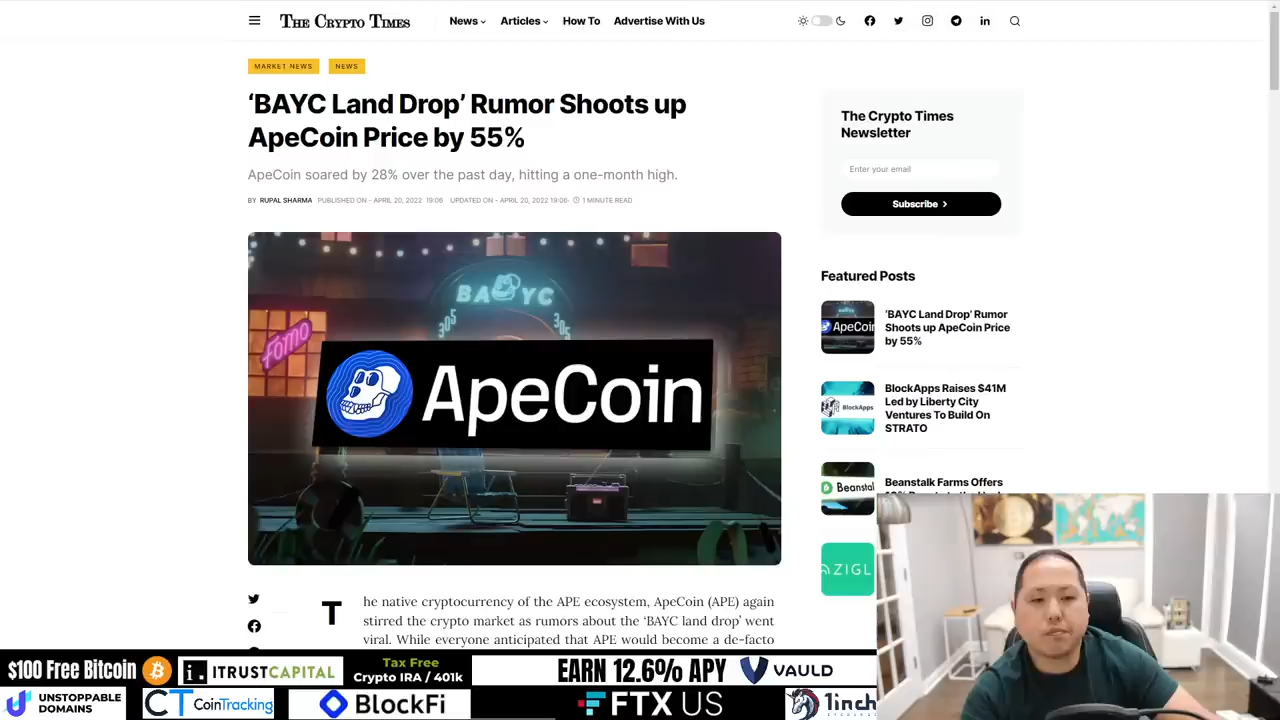 THE CRYPTO TIMES
News
Articles
How To
Advertise With Us
MARKET NEWS
NEWS
‘BAYC Land Drop’ Rumor Shoots up
ApeCoin Price by 55%
ApeCoin soared by 28% over the past day, hitting a one-month high.
BY RUPAL SHARMA PUBLISHED ON - APRIL 20, 2022 19:06 UPDATED ON - APRIL 20, 2022 19:06 · 1 MINUTE READ
BAYC
305
305
fomo
ApeCoin
The native cryptocurrency of the APE ecosystem, ApeCoin (APE) again
stirred the crypto market as rumors about the ‘BAYC land drop’ went
viral. While everyone anticipated that APE would become a de-facto
The Crypto Times
Newsletter
Enter your email
Subscribe
Featured Posts
ApeCoin
‘BAYC Land Drop’ Rumor
Shoots up ApeCoin Price
by 55%
BlockApps
BlockApps Raises $41M
Led by Liberty City
Ventures To Build On
STRATO
Beanstal
Beanstalk Farms Offers
ZIGL
$100 Free Bitcoin
iTRUSTCAPITAL
Tax Free
Crypto IRA / 401k
EARN 12.6% APY
VAULD
UNSTOPPABLE
DOMAINS
CT CoinTracking
BlockFi
FTX US
1inch